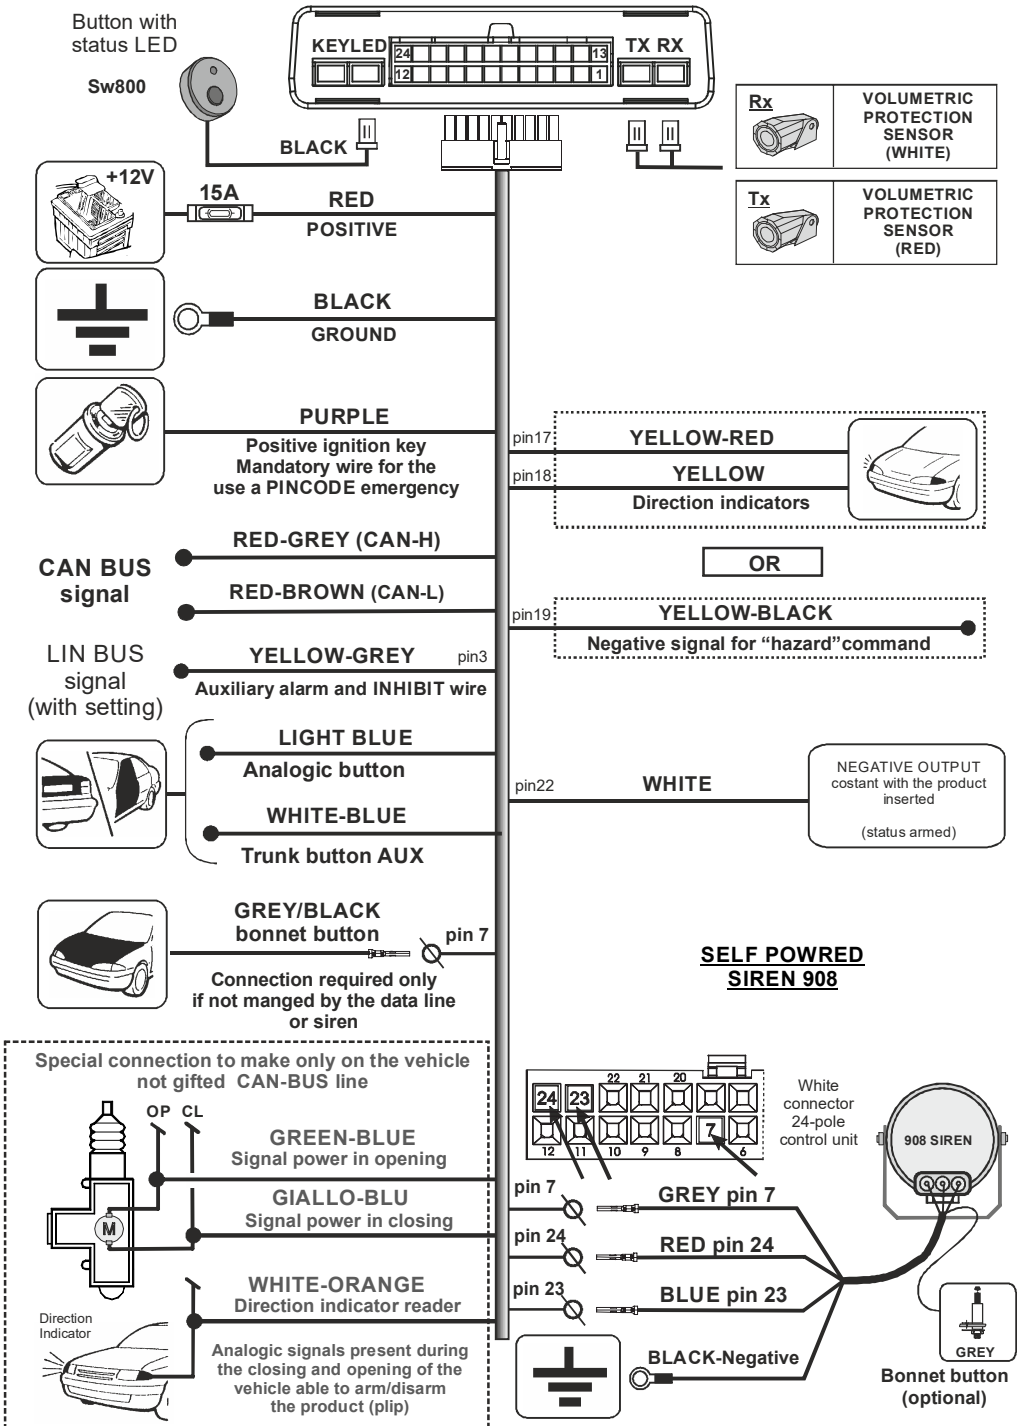 Button with
status LED
Sw800
KEY LED
24
13
12
1
TX RX
BLACK
Rx
VOLUMETRIC
PROTECTION
SENSOR
(WHITE)
Tx
VOLUMETRIC
PROTECTION
SENSOR
(RED)
+12V
15A
RED
POSITIVE
BLACK
GROUND
PURPLE
Positive ignition key
Mandatory wire for the
use a PINCODE emergency
pin17
YELLOW-RED
pin18
YELLOW
Direction indicators
OR
pin19
YELLOW-BLACK
Negative signal for “hazard”command
CAN BUS
signal
RED-GREY (CAN-H)
RED-BROWN (CAN-L)
LIN BUS
signal
(with setting)
YELLOW-GREY
pin3
Auxiliary alarm and INHIBIT wire
LIGHT BLUE
Analogic button
WHITE-BLUE
Trunk button AUX
pin22
WHITE
NEGATIVE OUTPUT
costant with the product
inserted
(status armed)
GREY/BLACK
bonnet button
pin 7
Connection required only
if not manged by the data line
or siren
SELF POWRED
SIREN 908
Special connection to make only on the vehicle
not gifted CAN-BUS line
OP CL
GREEN-BLUE
Signal power in opening
GIALLO-BLU
Signal power in closing
M
WHITE-ORANGE
Direction indicator reader
Direction
Indicator
Analogic signals present during
the closing and opening of the
vehicle able to arm/disarm
the product (plip)
22 21 20
24 23
7
12 11 10 9 8 6
White
connector
24-pole
control unit
908 SIREN
pin 7
GREY pin 7
pin 24
RED pin 24
pin 23
BLUE pin 23
BLACK-Negative
GREY
Bonnet button
(optional)